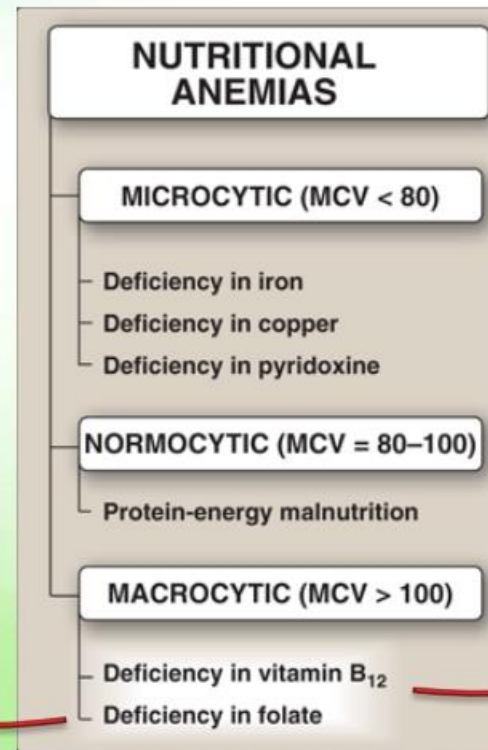 NUTRITIONAL
ANEMIAS
MICROCYTIC (MCV < 80)
Deficiency in iron
Deficiency in copper
Deficiency in pyridoxine
NORMOCYTIC (MCV = 80–100)
Protein-energy malnutrition
MACROCYTIC (MCV > 100)
Deficiency in vitamin B₁₂
Deficiency in folate